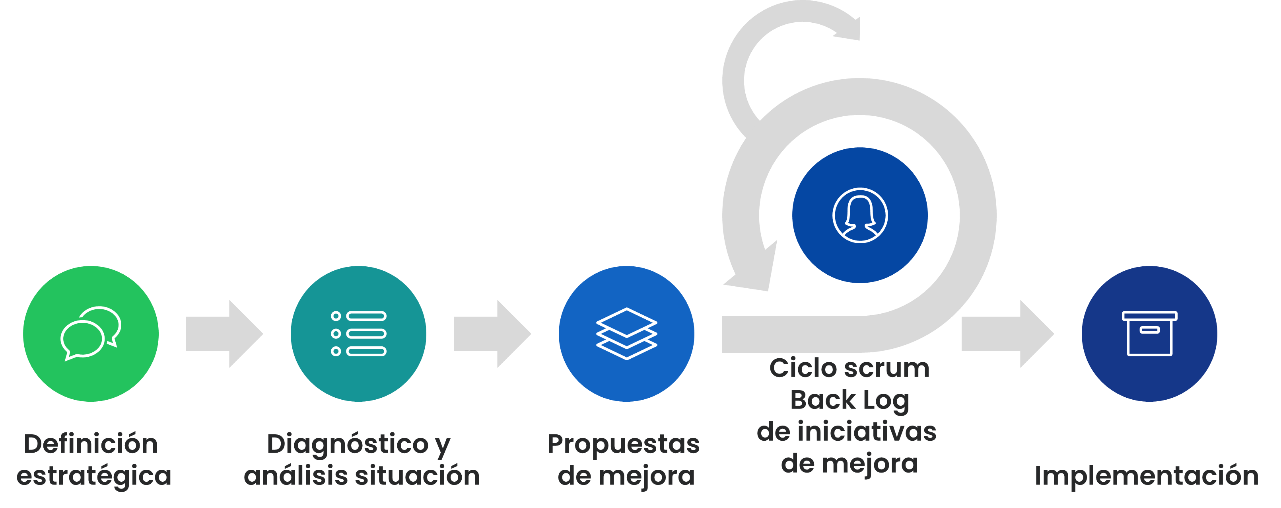 Definición
estratégica
Diagnóstico y
análisis situación
Propuestas
de mejora
Ciclo scrum
Back Log
de iniciativas
de mejora
Implementación